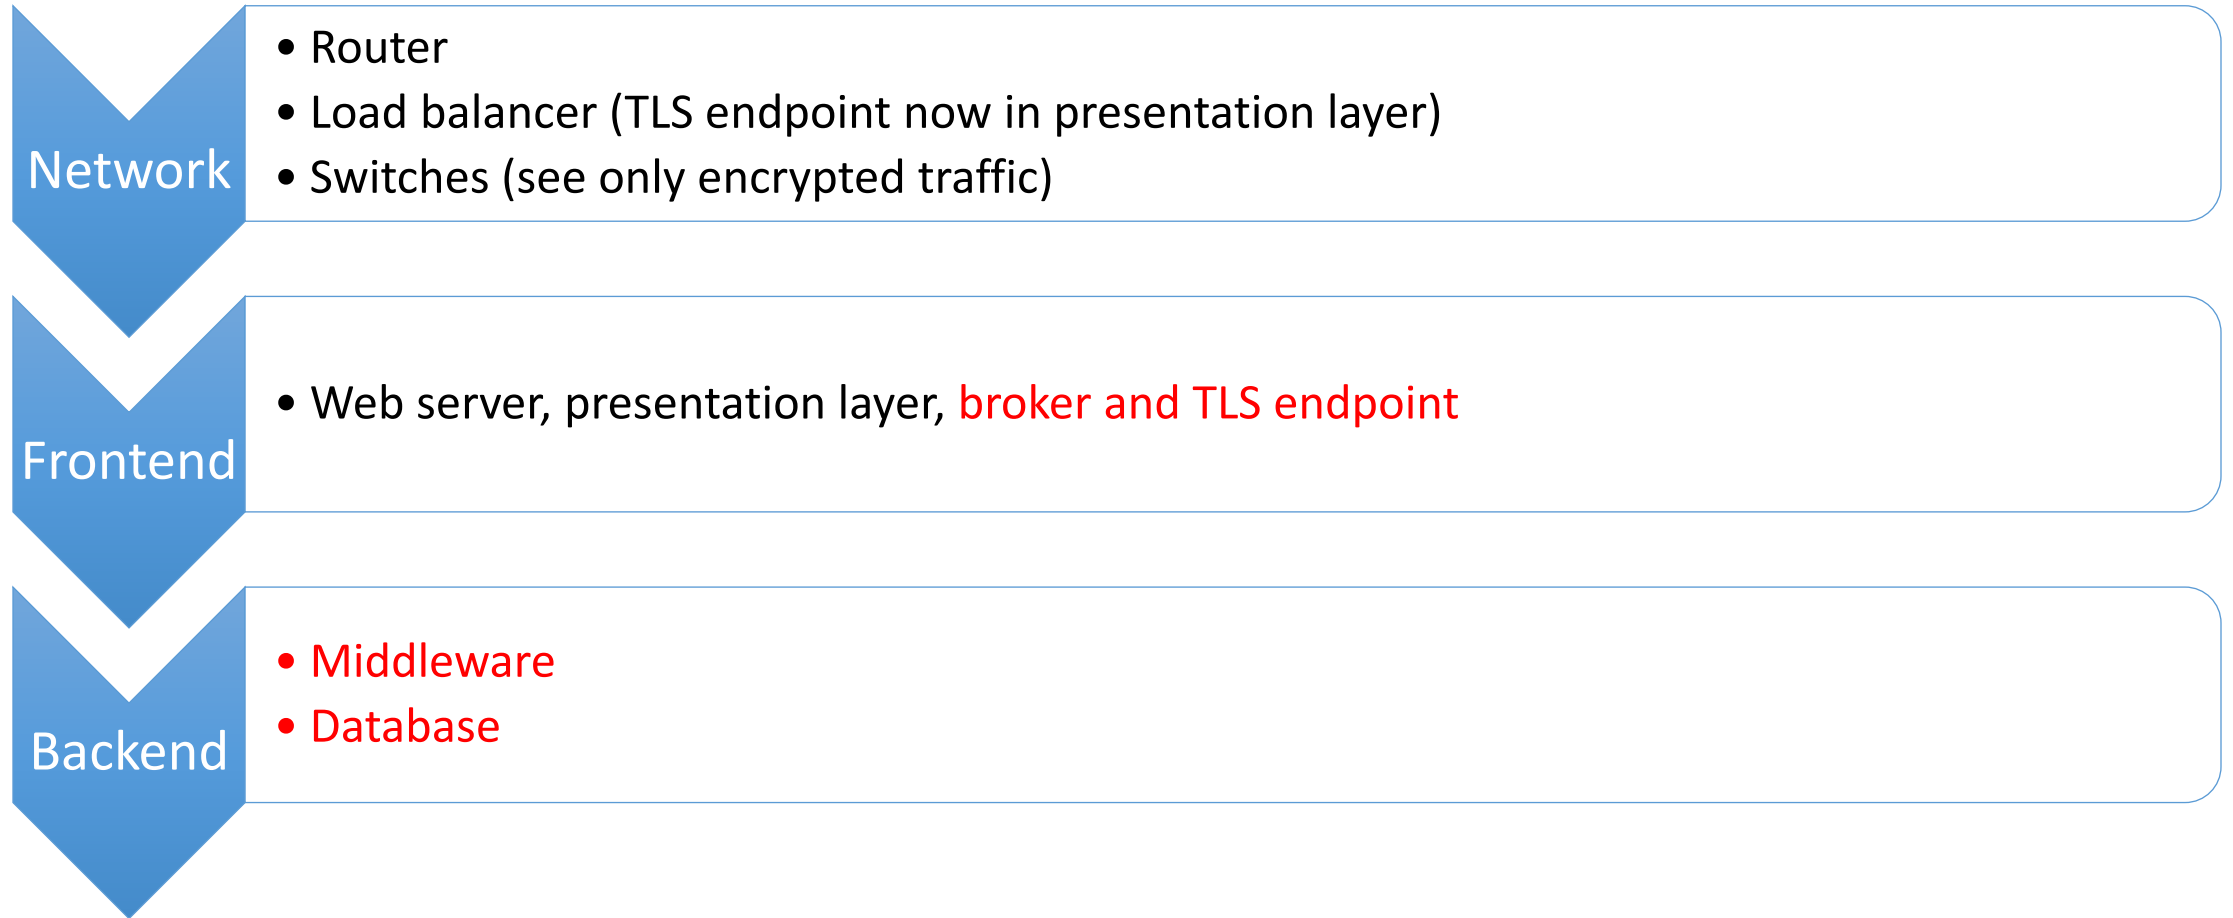 Network
• Router
• Load balancer (TLS endpoint now in presentation layer)
• Switches (see only encrypted traffic)
Frontend
• Web server, presentation layer, broker and TLS endpoint
Backend
• Middleware
• Database